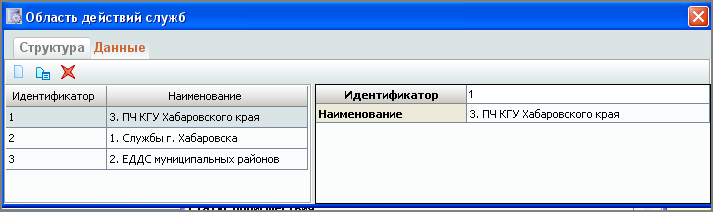 Область действий служб
Структура Данные
Идентификатор Наименование
1 3. ПЧ КГУ Хабаровского края
2 1. Службы г. Хабаровска
3 2. ЕДДС муниципальных районов
Идентификатор 1
Наименование 3. ПЧ КГУ Хабаровского края